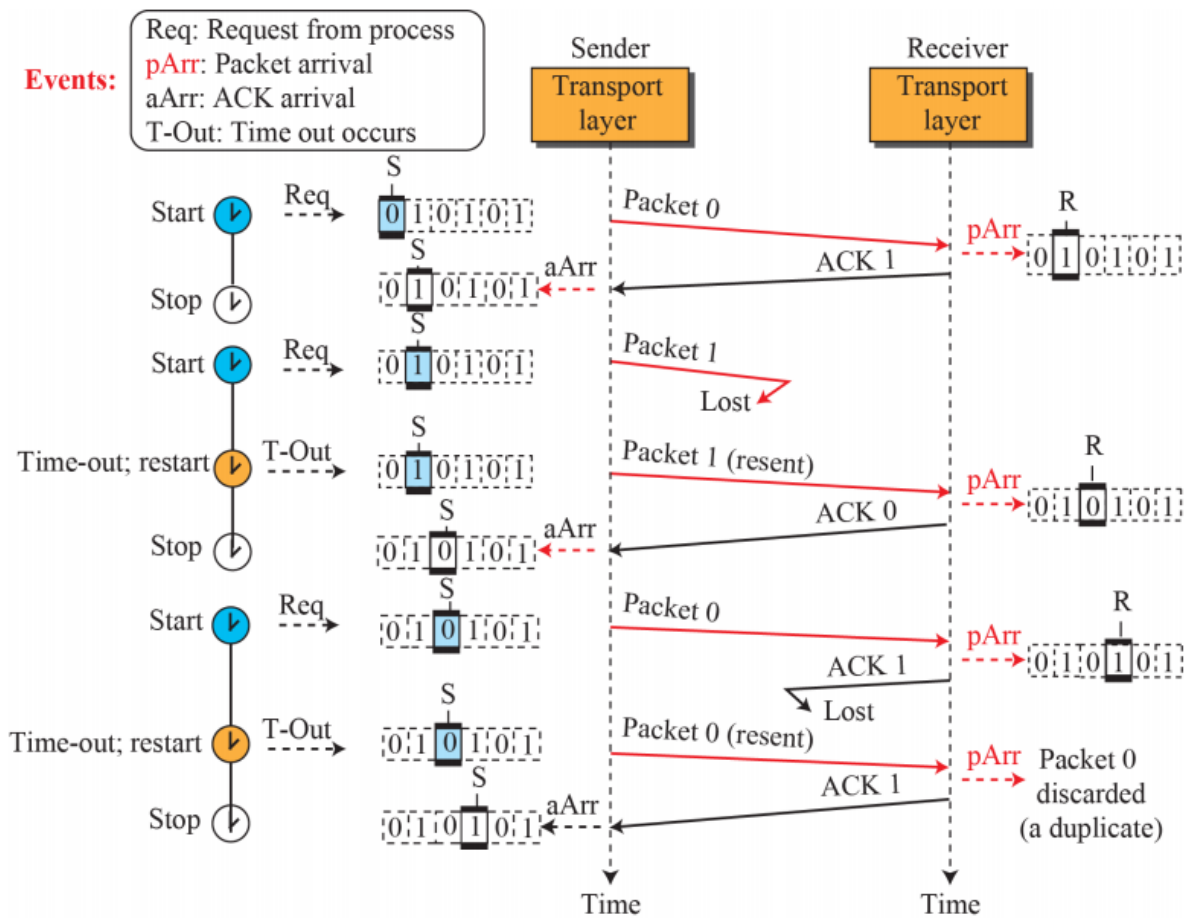 Events:
Req: Request from process
pArr: Packet arrival
aArr: ACK arrival
T-Out: Time out occurs
Sender
Transport
layer
Receiver
Transport
layer
Start
Req
S
0 1 0 1 0 1
Packet 0
pArr
R
0 1 0 1 0 1
Stop
S
0 1 0 1 0 1
aArr
ACK 1
Start
Req
S
0 1 0 1 0 1
Packet 1
Lost
Time-out; restart
T-Out
S
0 1 0 1 0 1
Packet 1 (resent)
pArr
R
0 1 0 1 0 1
Stop
S
0 1 0 1 0 1
aArr
ACK 0
Start
Req
S
0 1 0 1 0 1
Packet 0
pArr
R
0 1 0 1 0 1
ACK 1
Lost
Time-out; restart
T-Out
S
0 1 0 1 0 1
Packet 0 (resent)
pArr
Packet 0
discarded
(a duplicate)
Stop
S
0 1 0 1 0 1
aArr
ACK 1
Time
Time